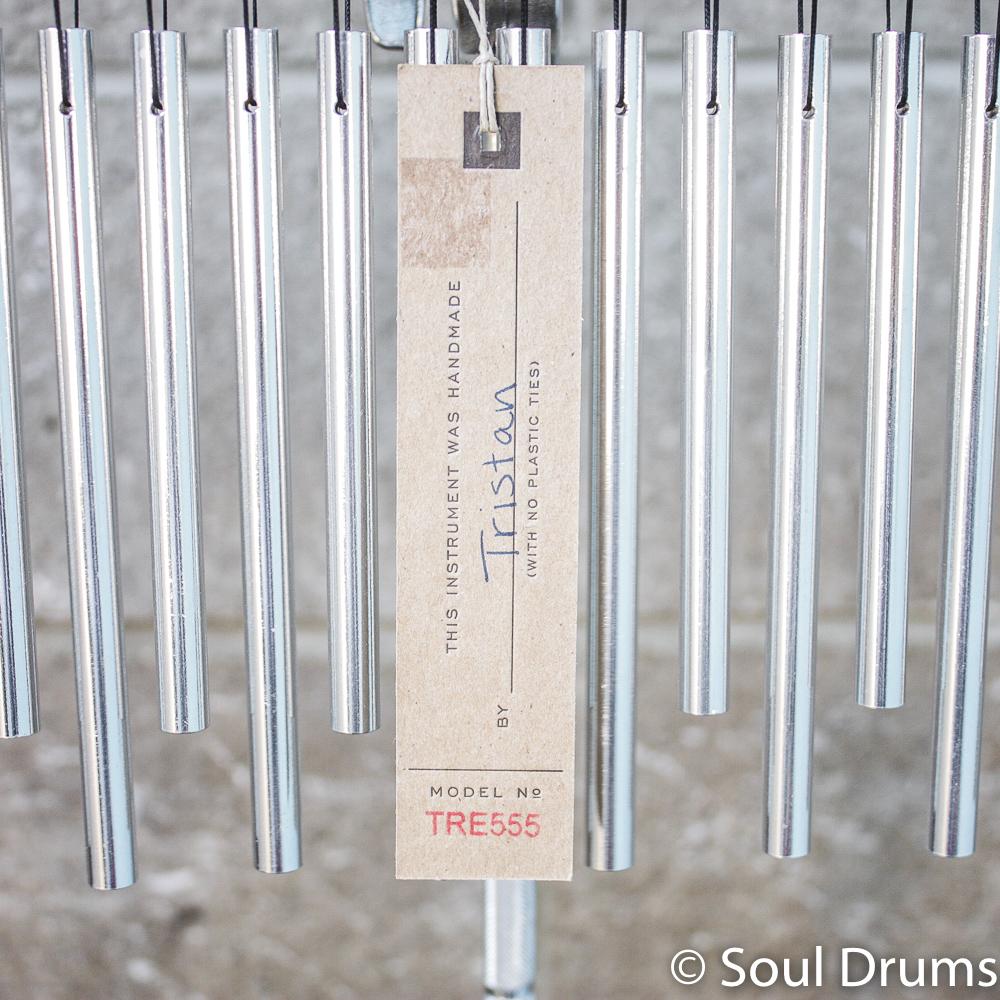 THIS INSTRUMENT WAS HANDMADE
BY Tristan
(WITH NO PLASTIC TIES)
MODEL Nº
TRE555
© Soul Drums